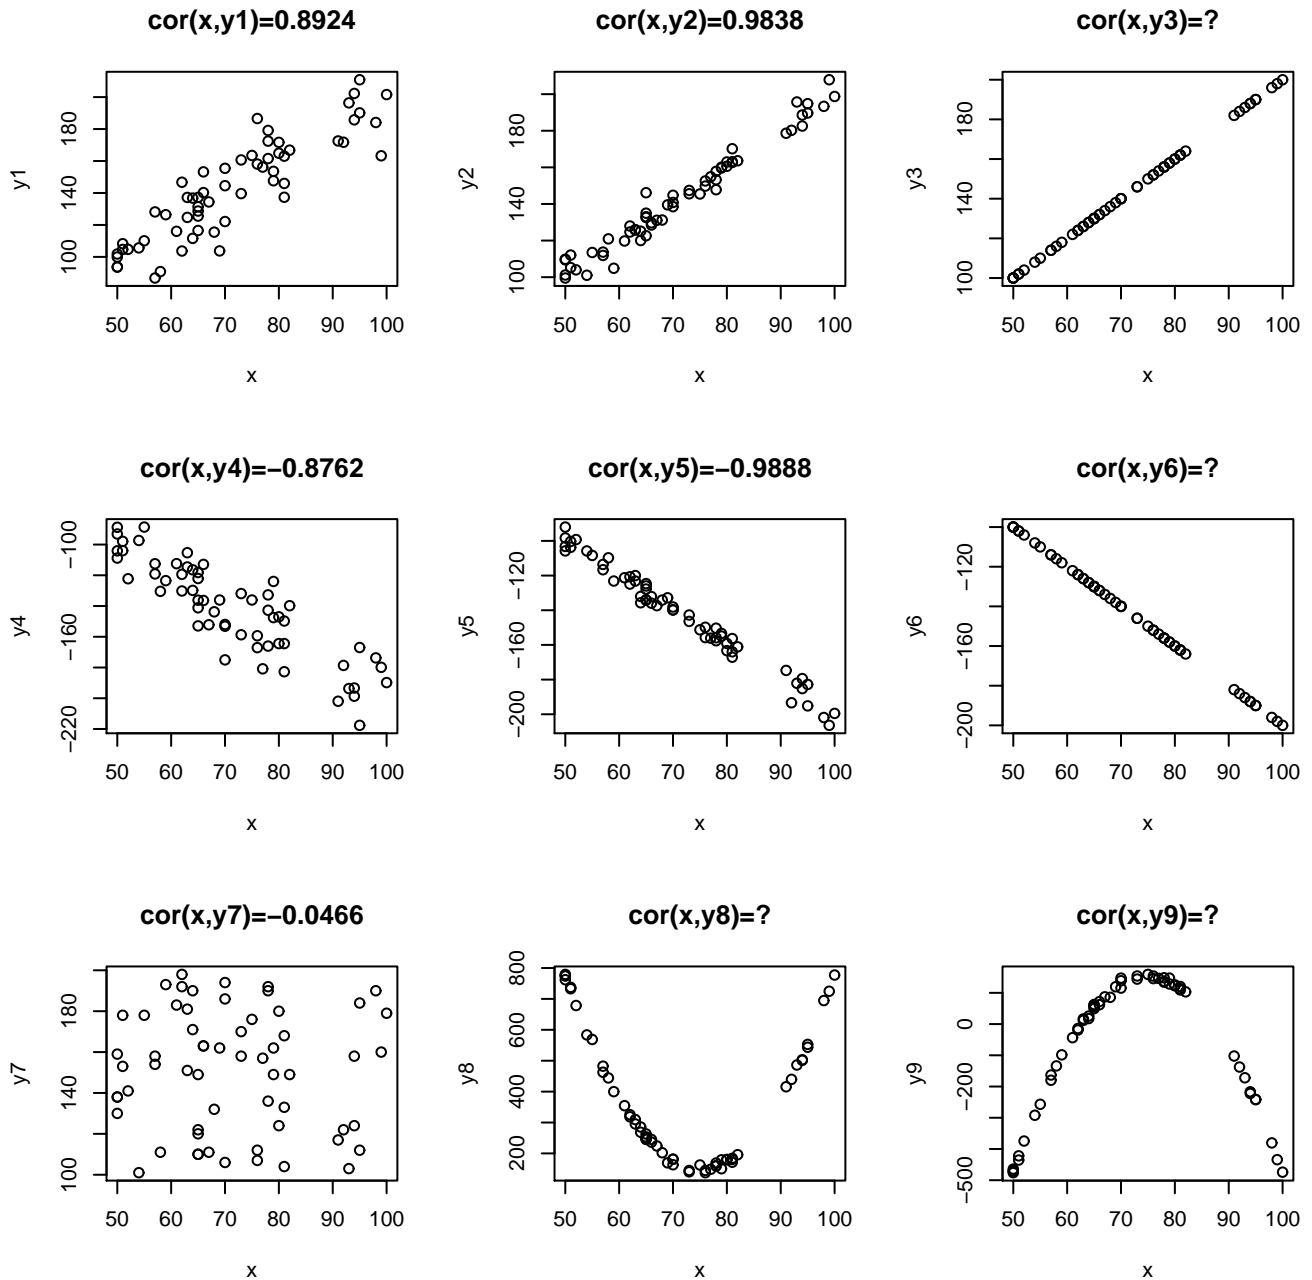 cor(x,y1)=0.8924
y1
100 140 180
50 60 70 80 90 100
x
cor(x,y2)=0.9838
y2
100 140 180
50 60 70 80 90 100
x
cor(x,y3)=?
y3
100 140 180
50 60 70 80 90 100
x
cor(x,y4)=−0.8762
y4
−220 −160 −100
50 60 70 80 90 100
x
cor(x,y5)=−0.9888
y5
−200 −160 −120
50 60 70 80 90 100
x
cor(x,y6)=?
y6
−200 −160 −120
50 60 70 80 90 100
x
cor(x,y7)=−0.0466
y7
100 140 180
50 60 70 80 90 100
x
cor(x,y8)=?
y8
200 400 600 800
50 60 70 80 90 100
x
cor(x,y9)=?
y9
−500 −200 0
50 60 70 80 90 100
x